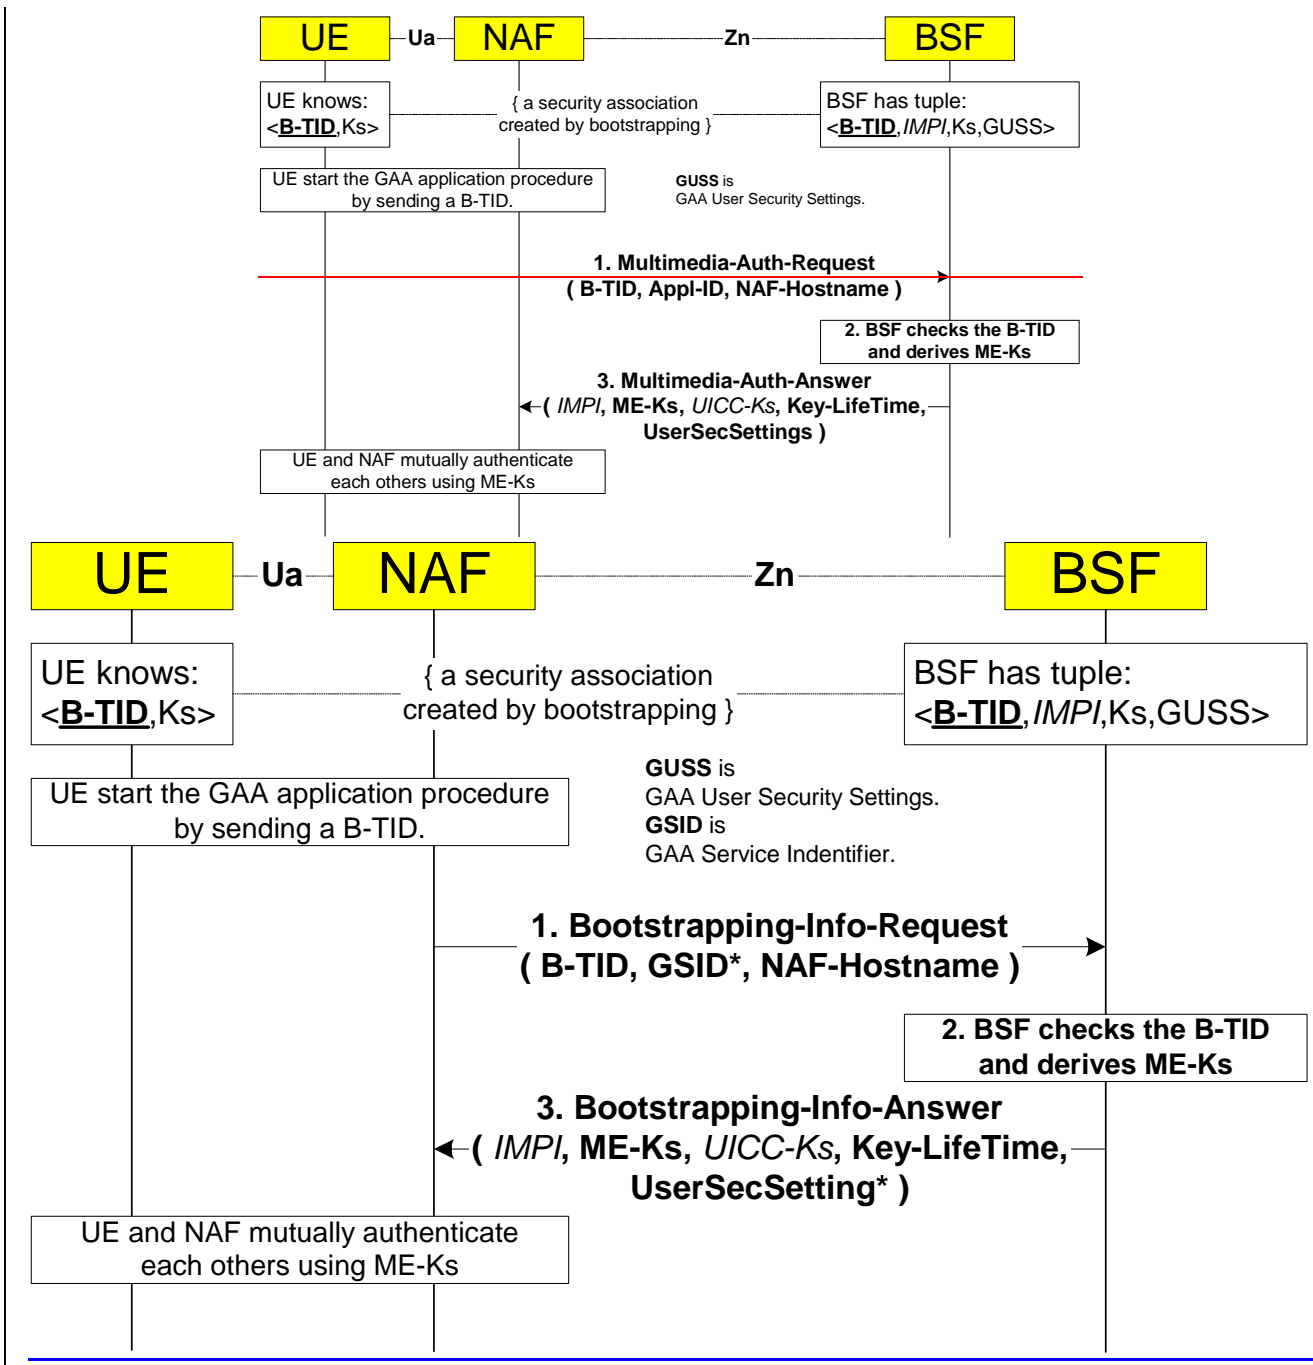 UE Ua NAF Zn BSF
UE knows:
<B-TID,Ks>
{ a security association
created by bootstrapping }
BSF has tuple:
<B-TID,IMPI,Ks,GUSS>
UE start the GAA application procedure
by sending a B-TID.
GUSS is
GAA User Security Settings.
1. Multimedia-Auth-Request
( B-TID, Appl-ID, NAF-Hostname )
2. BSF checks the B-TID
and derives ME-Ks
3. Multimedia-Auth-Answer
( IMPI, ME-Ks, UICC-Ks, Key-LifeTime,
UserSecSettings )
UE and NAF mutually authenticate
each others using ME-Ks
UE Ua NAF Zn BSF
UE knows:
<B-TID,Ks>
{ a security association
created by bootstrapping }
BSF has tuple:
<B-TID,IMPI,Ks,GUSS>
UE start the GAA application procedure
by sending a B-TID.
GUSS is
GAA User Security Settings.
GSID is
GAA Service Indentifier.
1. Bootstrapping-Info-Request
( B-TID, GSID*, NAF-Hostname )
2. BSF checks the B-TID
and derives ME-Ks
3. Bootstrapping-Info-Answer
( IMPI, ME-Ks, UICC-Ks, Key-LifeTime,
UserSecSetting* )
UE and NAF mutually authenticate
each others using ME-Ks